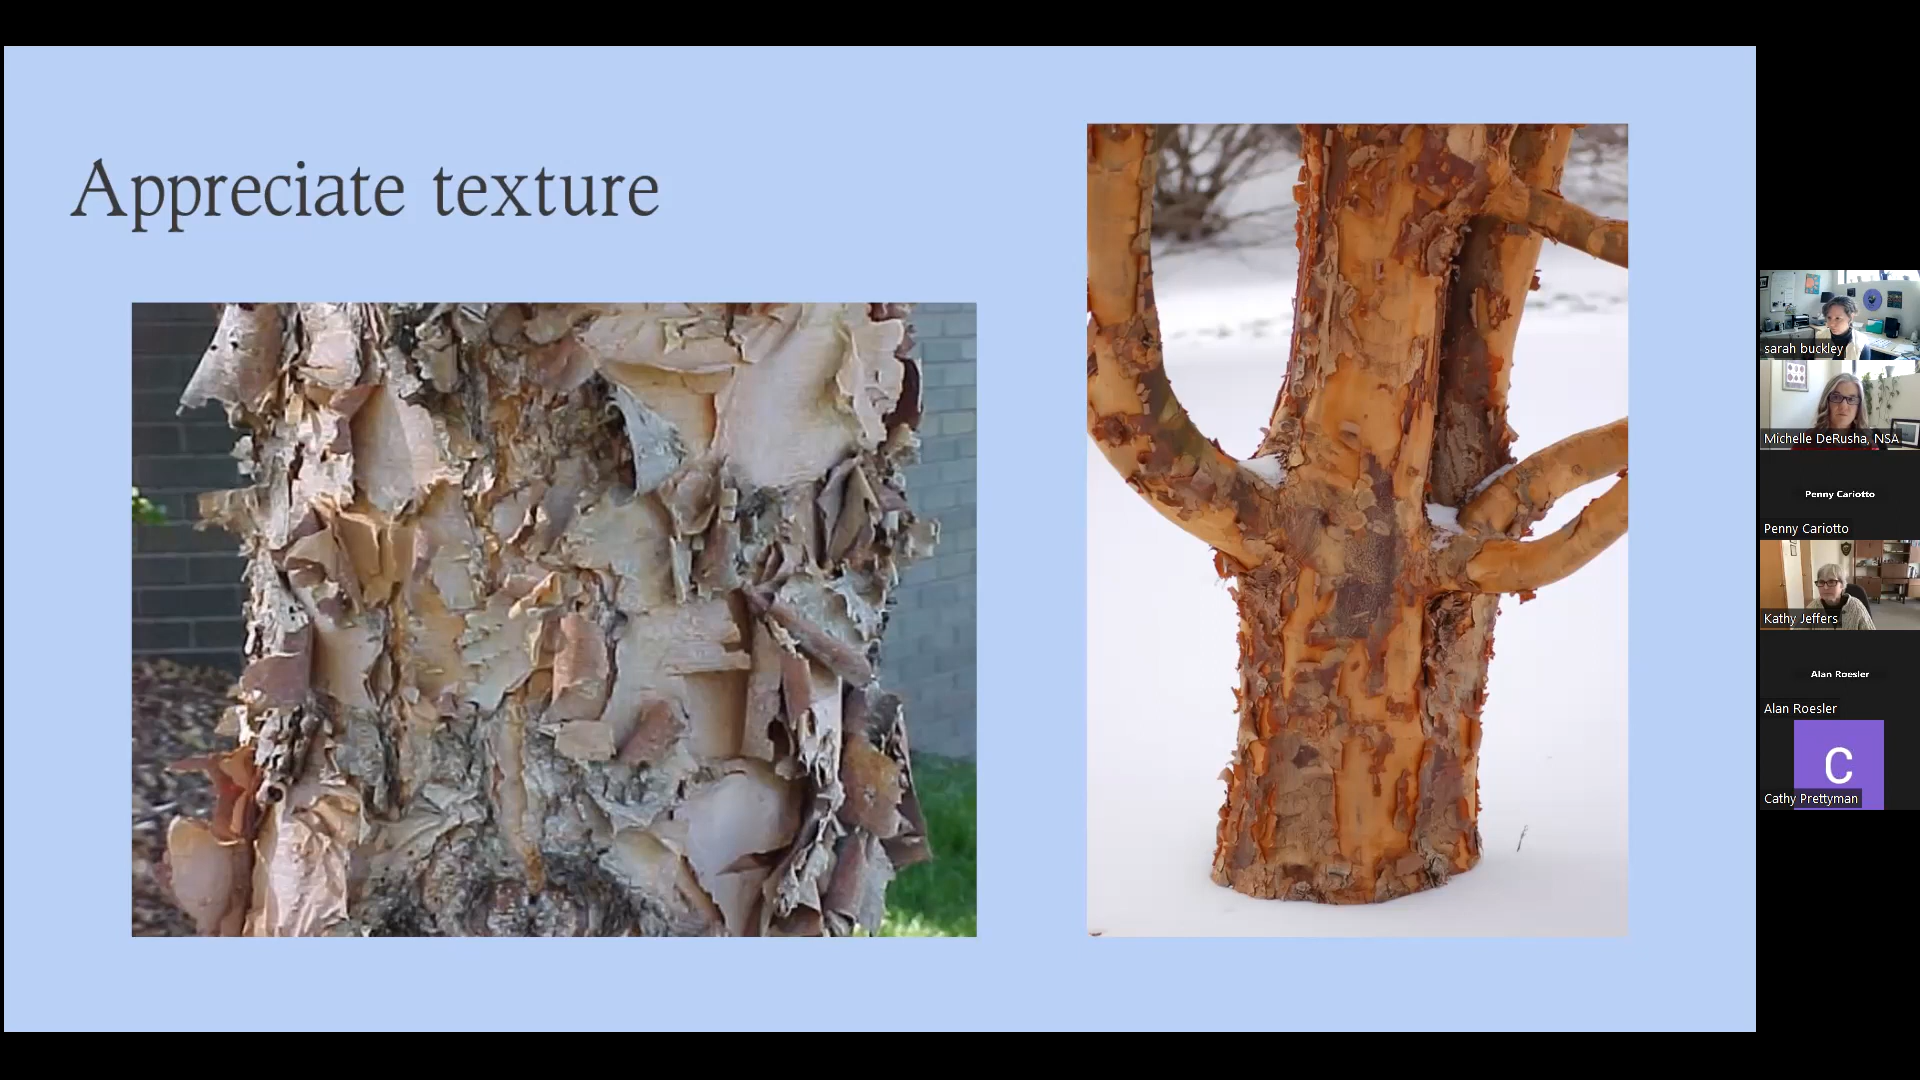 Appreciate texture
sarah buckley
Michelle DeRusha, NSA
Penny Cariotto
Penny Cariotto
Kathy Jeffers
Alan Roesler
Alan Roesler
C
Cathy Prettyman